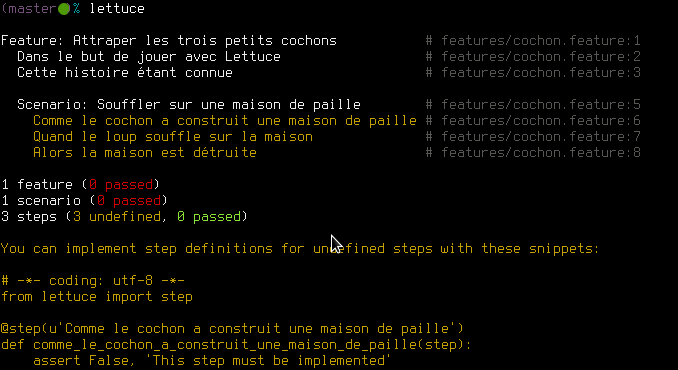 (master●% lettuce
Feature: Attraper les trois petits cochons # features/cochon.feature:1
Dans le but de jouer avec Lettuce # features/cochon.feature:2
Cette histoire étant connue # features/cochon.feature:3
Scenario: Souffler sur une maison de paille # features/cochon.feature:5
Comme le cochon a construit une maison de paille # features/cochon.feature:6
Quand le loup souffle sur la maison # features/cochon.feature:7
Alors la maison est détruite # features/cochon.feature:8
1 feature (0 passed)
1 scenario (0 passed)
3 steps (3 undefined, 0 passed)
You can implement step definitions for undefined steps with these snippets:
# -*- coding: utf-8 -*-
from lettuce import step
@step(u'Comme le cochon a construit une maison de paille')
def comme_le_cochon_a_construit_une_maison_de_paille(step):
assert False, 'This step must be implemented'